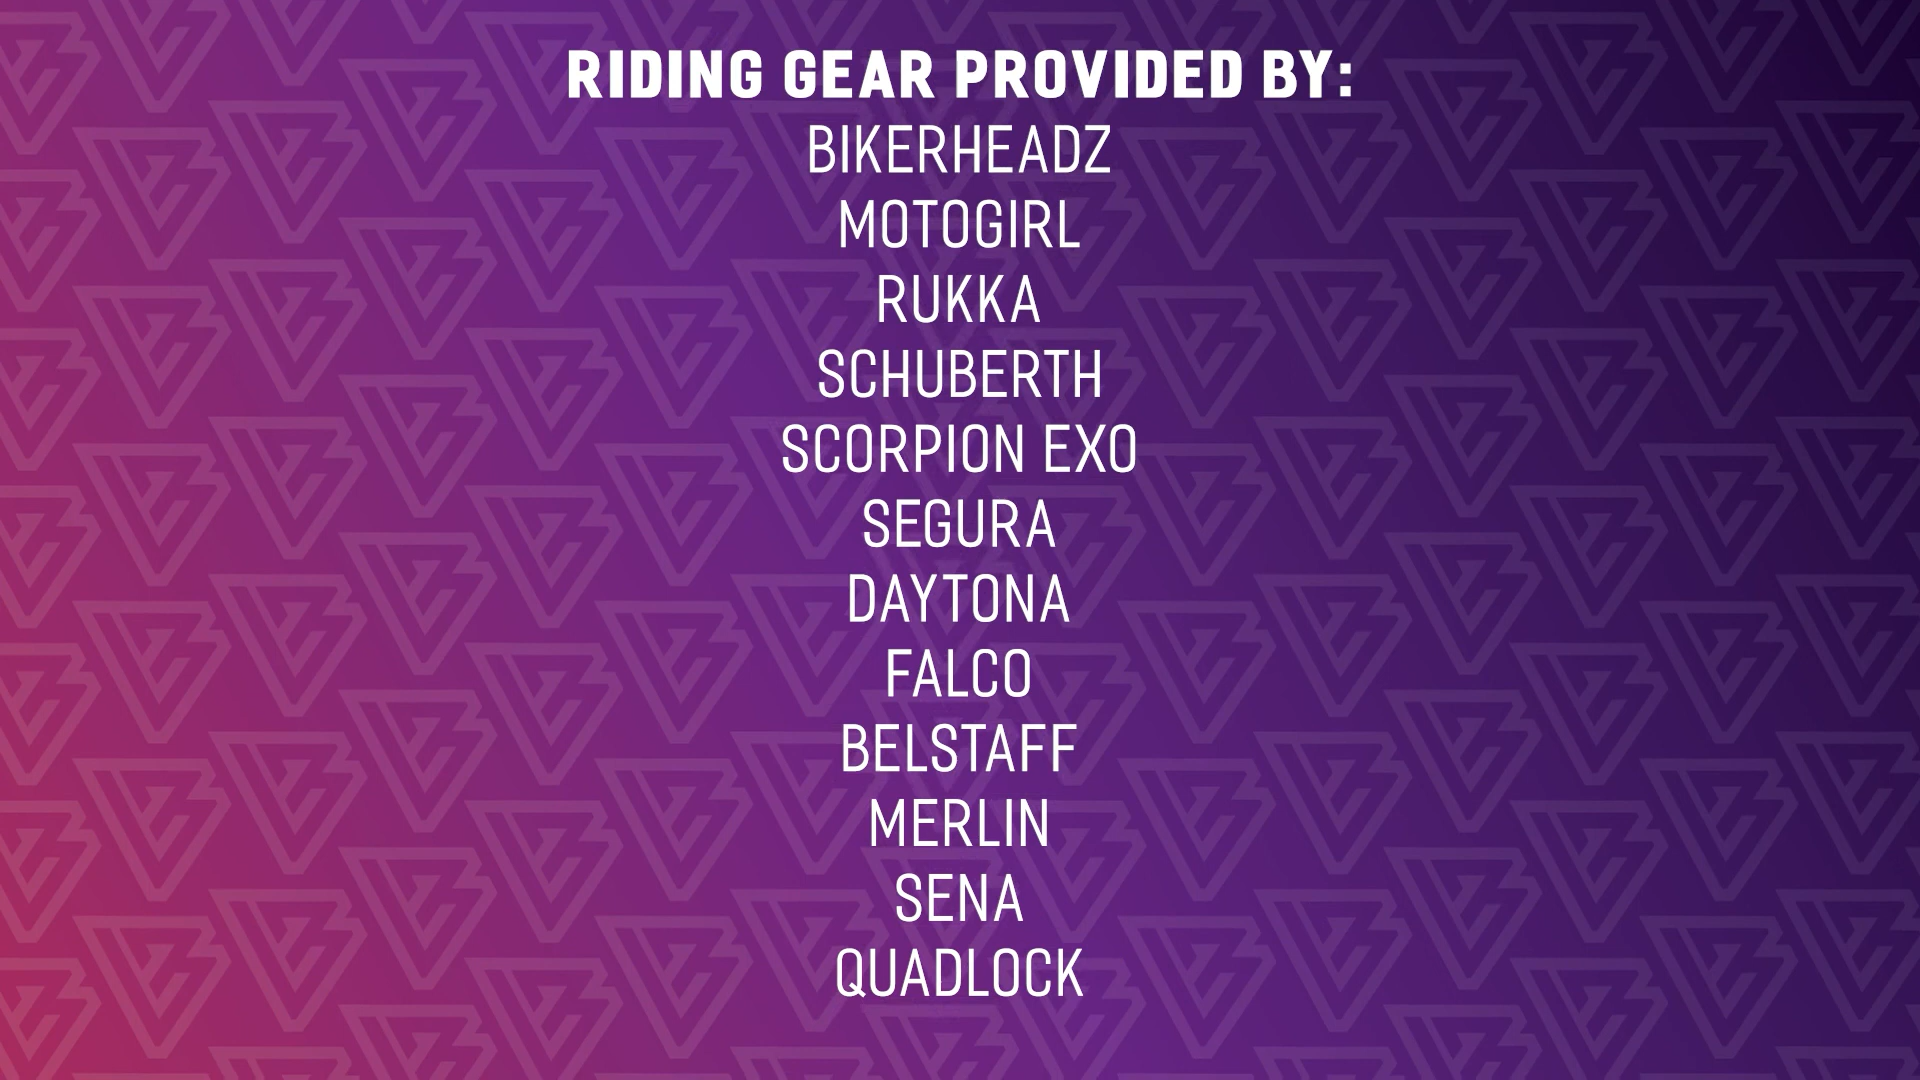 RIDING GEAR PROVIDED BY:
BIKERHEADZ
MOTOGIRL
RUKKA
SCHUBERTH
SCORPION EXO
SEGURA
DAYTONA
FALCO
BELSTAFF
MERLIN
SENA
QUADLOCK